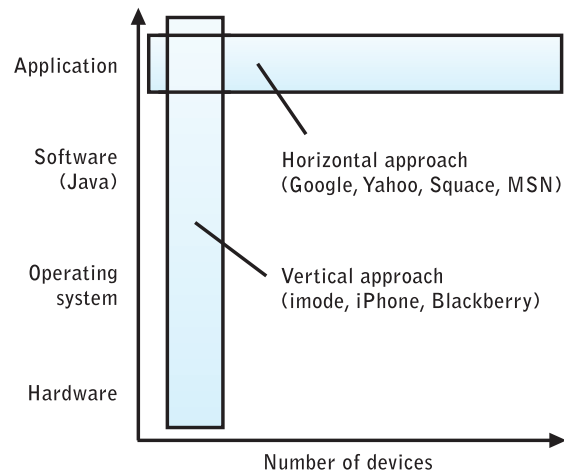 Application
Software
(Java)
Horizontal approach
(Google, Yahoo, Squace, MSN)
Operating
system
Vertical approach
(imode, iPhone, Blackberry)
Hardware
Number of devices